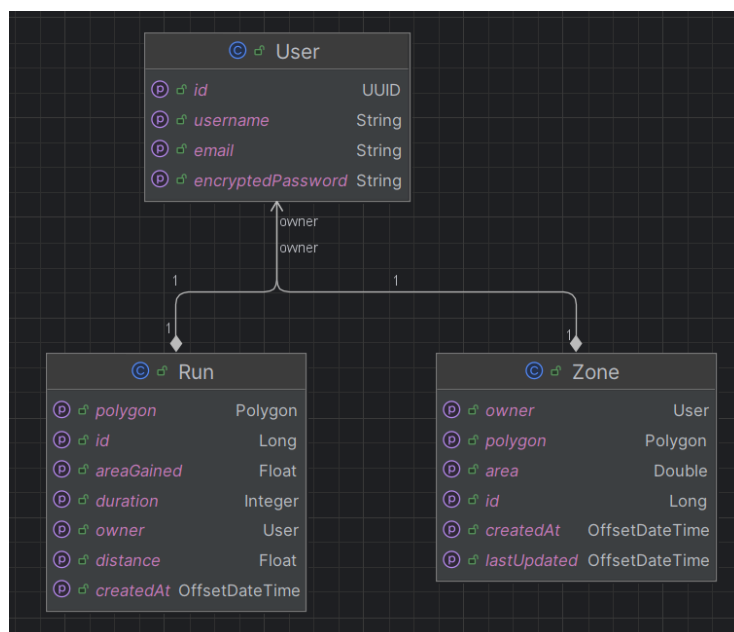 User
id UUID
username String
email String
encryptedPassword String
owner
owner
1 1
1 1
Run
polygon Polygon
id Long
areaGained Float
duration Integer
owner User
distance Float
createdAt OffsetDateTime
Zone
owner User
polygon Polygon
area Double
id Long
createdAt OffsetDateTime
lastUpdated OffsetDateTime